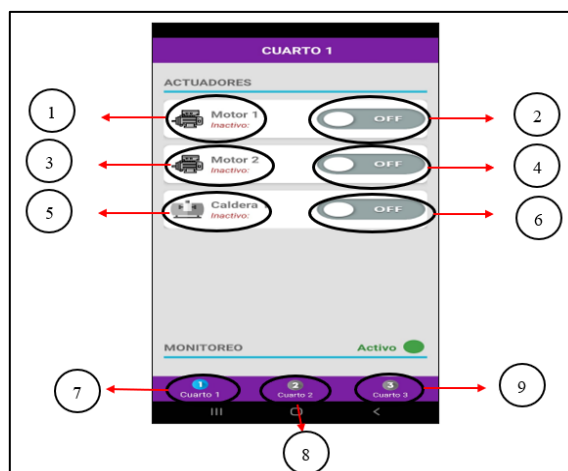 CUARTO 1
ACTUADORES
1
Motor 1
Inactivo:
OFF
2
3
Motor 2
Inactivo:
OFF
4
5
Caldera
Inactivo:
OFF
6
MONITOREO
Activo
7
1
Cuarto 1
2
Cuarto 2
3
Cuarto 3
9
8